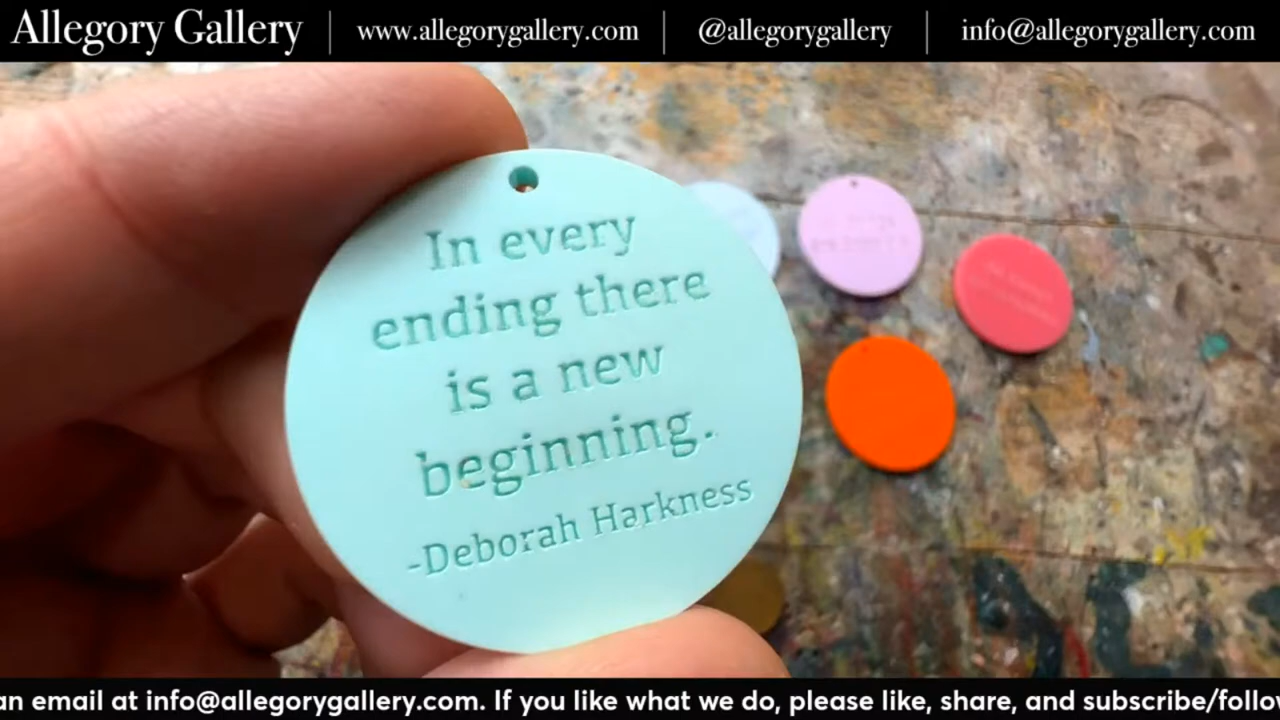 Allegory Gallery | www.allegorygallery.com | @allegorygallery | info@allegorygallery.com
In every
ending there
is a new
beginning.
-Deborah Harkness
an email at info@allegorygallery.com. If you like what we do, please like, share, and subscribe/follo